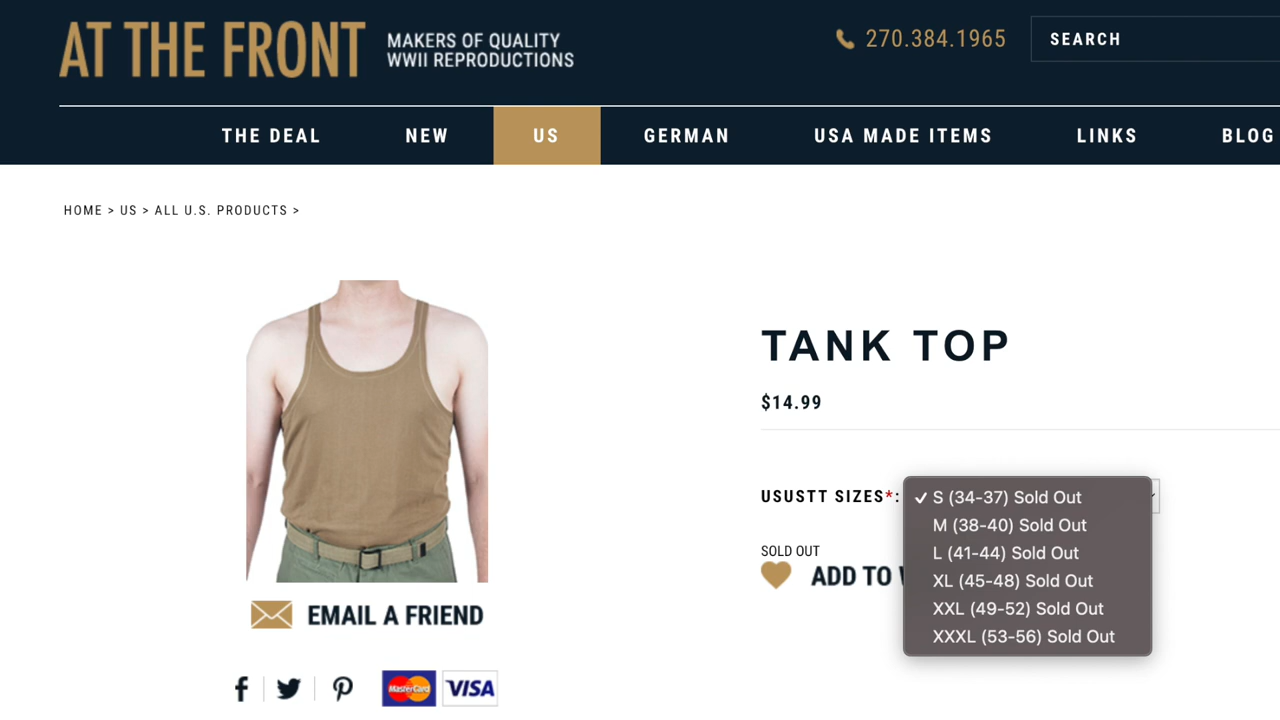 AT THE FRONT
MAKERS OF QUALITY
WWII REPRODUCTIONS
270.384.1965
SEARCH
THE DEAL NEW US GERMAN USA MADE ITEMS LINKS BLOG
HOME > US > ALL U.S. PRODUCTS >
TANK TOP
$14.99
USUSTT SIZES*:
✓ S (34-37) Sold Out
M (38-40) Sold Out
L (41-44) Sold Out
XL (45-48) Sold Out
XXL (49-52) Sold Out
XXXL (53-56) Sold Out
SOLD OUT
ADD TO
EMAIL A FRIEND
MasterCard
VISA